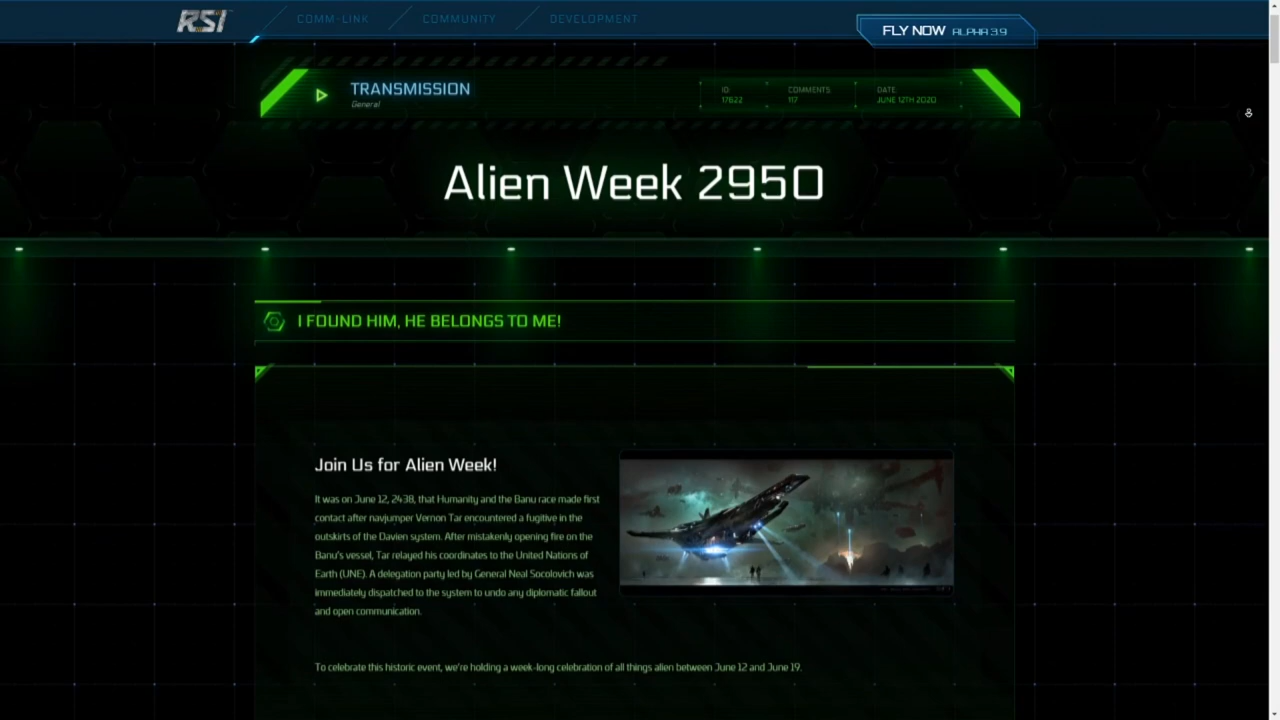 RSI
COMM-LINK
COMMUNITY
DEVELOPMENT
FLY NOW ALPHA 3.9
TRANSMISSION
General
ID:
17622
COMMENTS:
117
DATE:
JUNE 12TH 2020
Alien Week 2950
I FOUND HIM, HE BELONGS TO ME!
Join Us for Alien Week!
It was on June 12, 2438, that Humanity and the Banu race made first
contact after navjumper Vernon Tar encountered a fugitive in the
outskirts of the Davien system. After mistakenly opening fire on the
Banu's vessel, Tar relayed his coordinates to the United Nations of
Earth (UNE). A delegation party led by General Neal Socolovich was
immediately dispatched to the system to undo any diplomatic fallout
and open communication.
To celebrate this historic event, we're holding a week-long celebration of all things alien between June 12 and June 19.